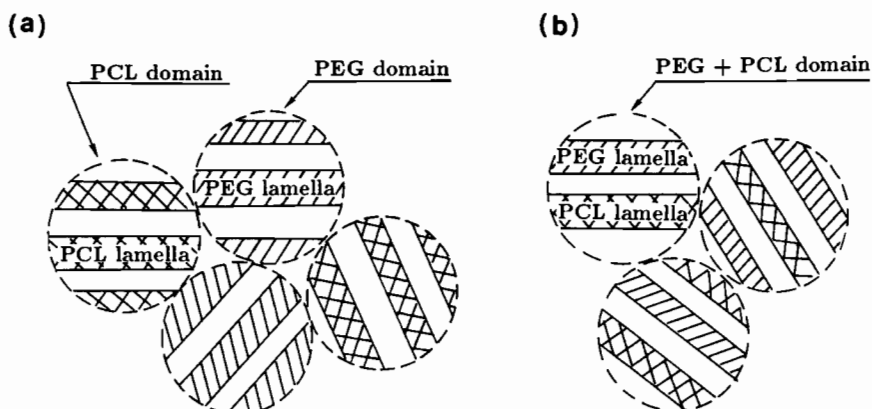 (a)
PCL domain
PEG domain
PEG lamella
PCL lamella
(b)
PEG + PCL domain
PEG lamella
PCL lamella